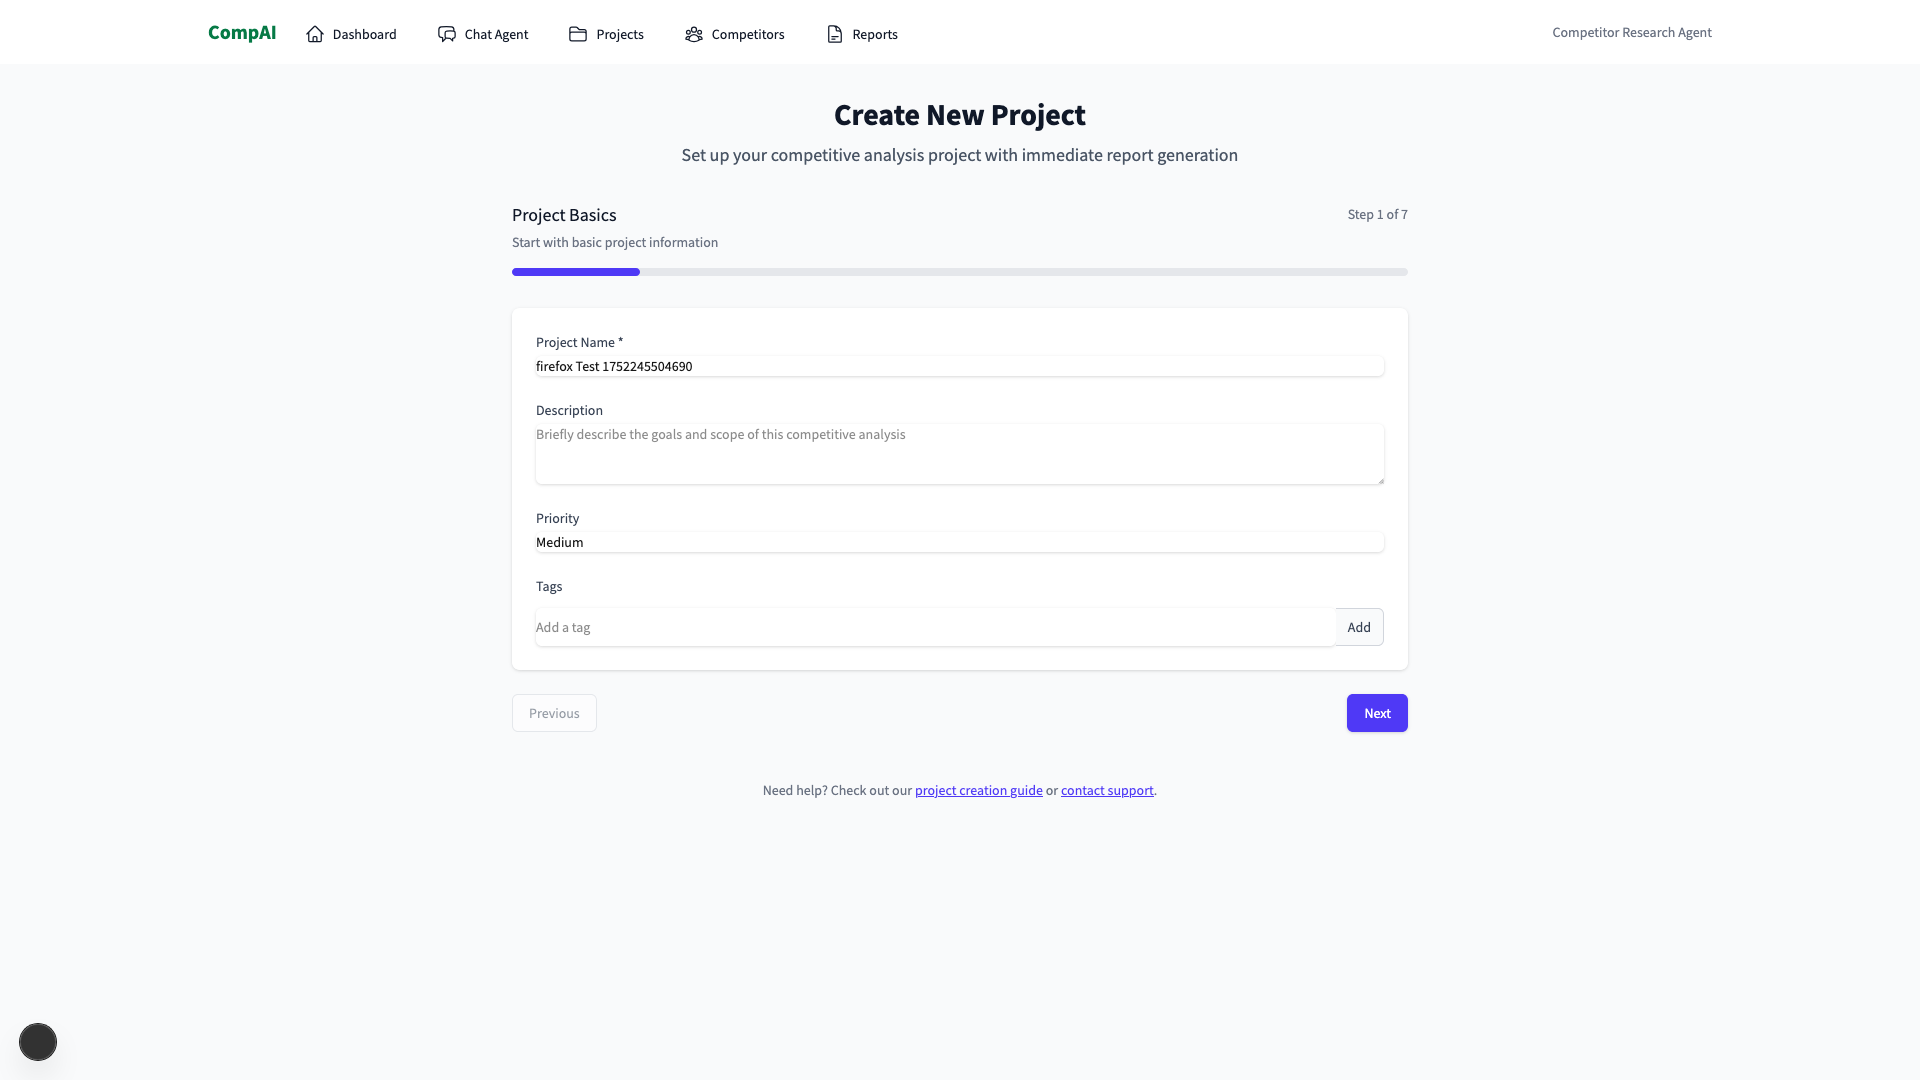 CompAI
Dashboard
Chat Agent
Projects
Competitors
Reports
Competitor Research Agent
Create New Project
Set up your competitive analysis project with immediate report generation
Project Basics
Step 1 of 7
Start with basic project information
Project Name *
firefox Test 1752245504690
Description
Briefly describe the goals and scope of this competitive analysis
Priority
Medium
Tags
Add a tag
Add
Previous
Next
Need help? Check out our project creation guide or contact support.